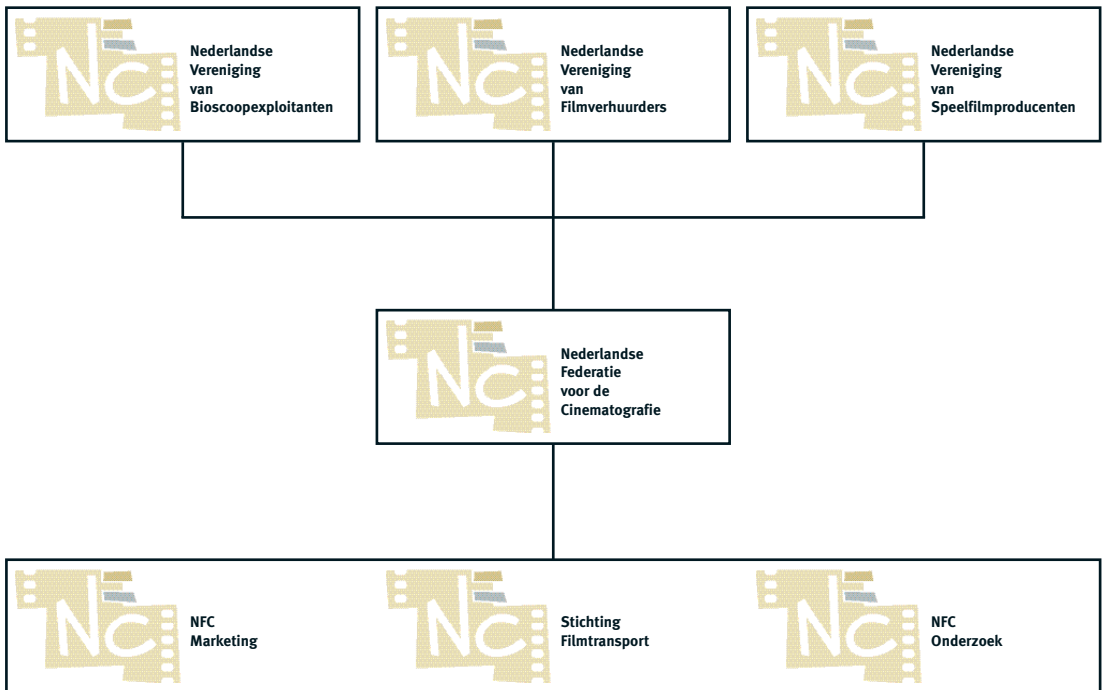 Nederlandse
Vereniging
van
Bioscoopexploitanten
Nederlandse
Vereniging
van
Filmverhuurders
Nederlandse
Vereniging
van
Speelfilmproducenten
Nederlandse
Federatie
voor de
Cinematografie
NFC
Marketing
Stichting
Filmtransport
NFC
Onderzoek